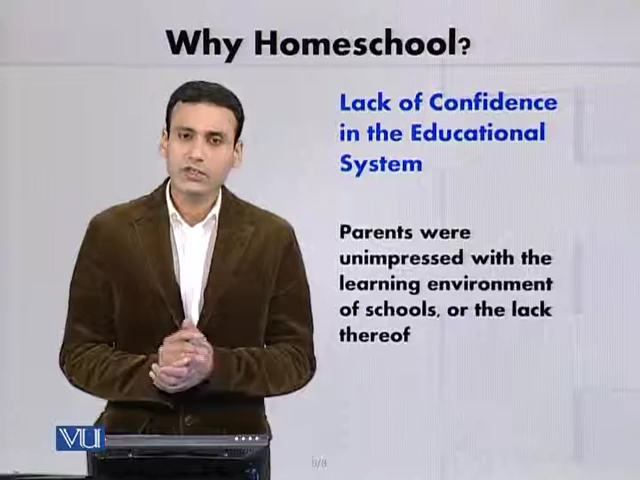 Why Homeschool?
Lack of Confidence
in the Educational
System
Parents were
unimpressed with the
learning environment
of schools, or the lack
thereof
VU